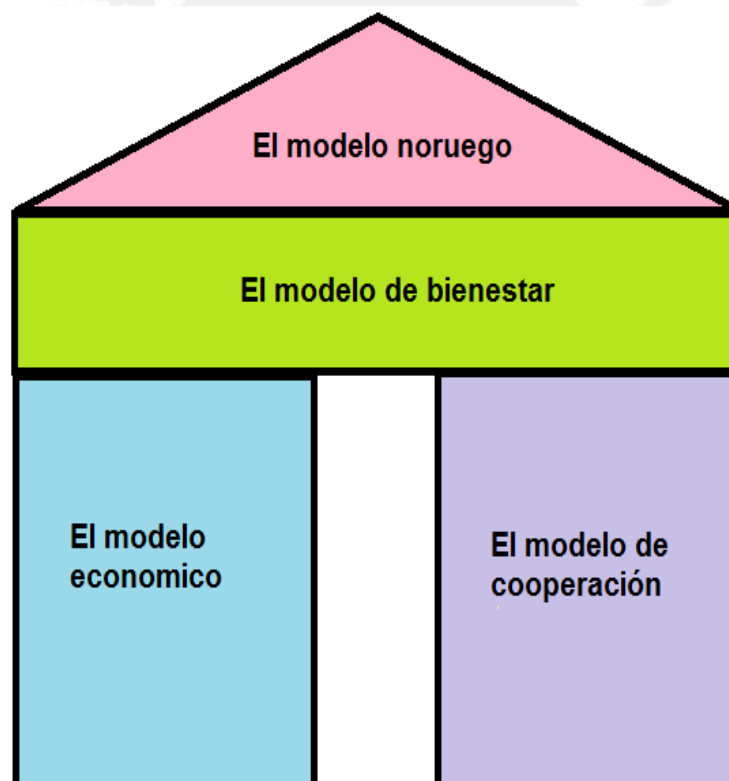 El modelo noruego
El modelo de bienestar
El modelo
economico
El modelo de
cooperación